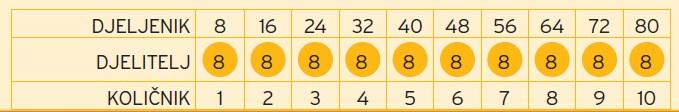 DJELJENIK 8 16 24 32 40 48 56 64 72 80
DJELITELJ 8 8 8 8 8 8 8 8 8 8
KOLIČNIK 1 2 3 4 5 6 7 8 9 10